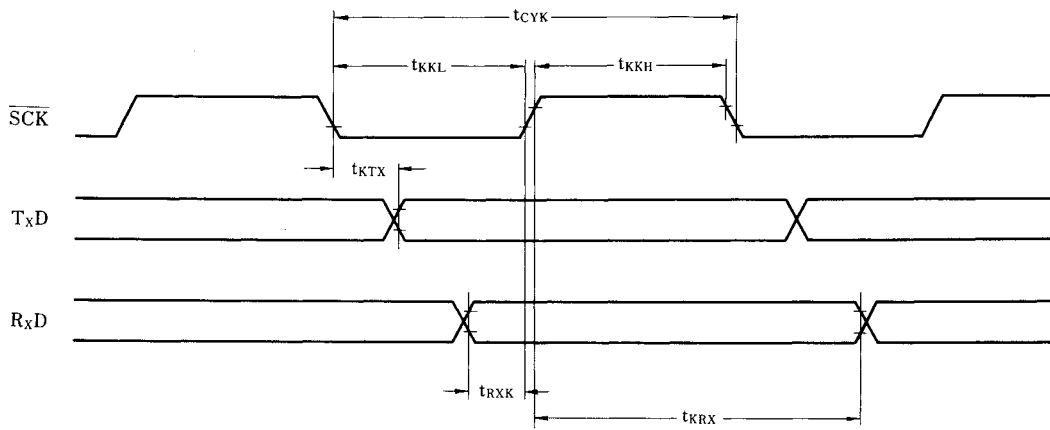 tCYK
tKKL
tKKH
SCK
tKTX
TXD
RXD
tRXK
tKRX